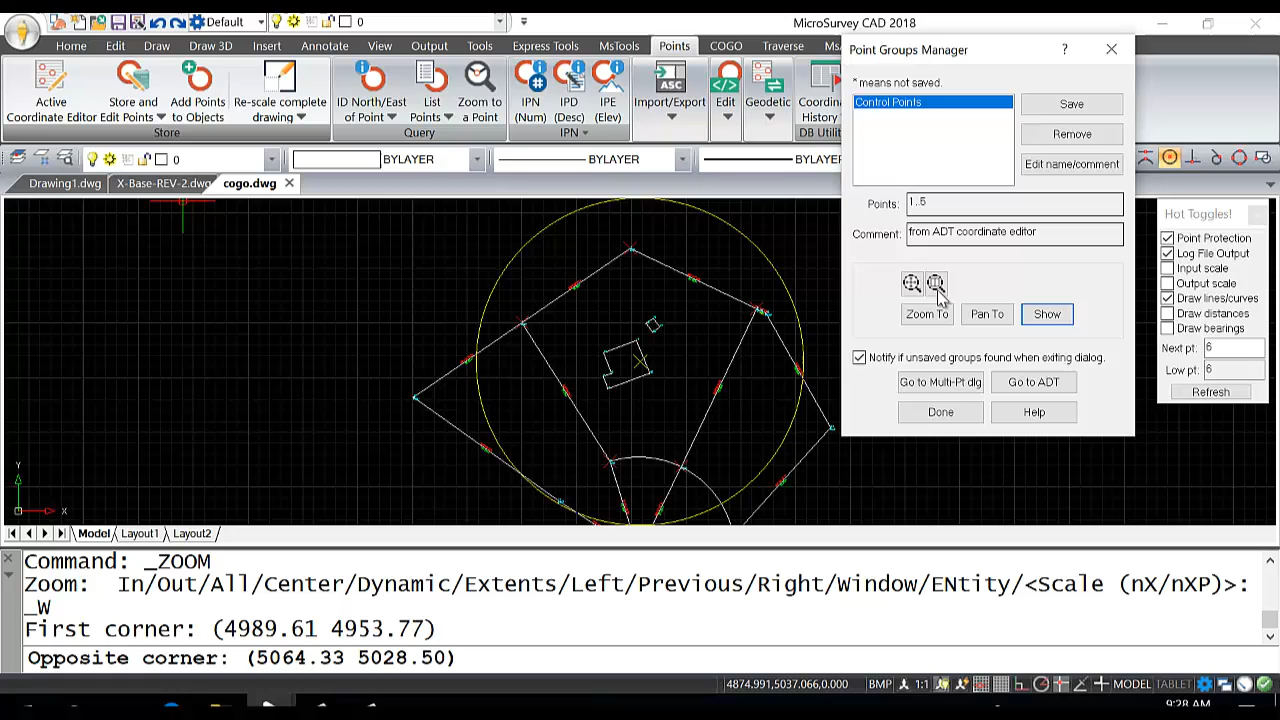 Default
0
MicroSurvey CAD 2018
Home Edit Draw Draw 3D Insert Annotate View Output Tools Express Tools MsTools Points COGO Traverse
Active Coordinate Editor
Store and Edit Points
Add Points to Objects
Re-scale complete drawing
Store
ID North/East of Point
List Points
Zoom to a Point
Query
IPN (Num)
IPD (Desc)
IPE (Elev)
IPN
ASC
Import/Export
Edit
Geodetic
History
DB Utilit
0
BYLAYER
BYLAYER
BYLAYER
Drawing1.dwg
X-Base-REV-2.dwg
cogo.dwg
Point Groups Manager
?
* means not saved.
Control Points
Save
Remove
Edit name/comment
Points: 1..5
Comment: from ADT coordinate editor
Zoom To
Pan To
Show
Notify if unsaved groups found when exiting dialog.
Go to Multi-Pt dlg
Go to ADT
Done
Help
Hot Toggles!
Point Protection
Log File Output
Input scale
Output scale
Draw lines/curves
Draw distances
Draw bearings
Next pt: 6
Low pt: 6
Refresh
Y
X
Model
Layout1
Layout2
Command: _ZOOM
Zoom: In/Out/All/Center/Dynamic/Extents/Left/Previous/Right/Window/ENtity/<Scale (nX/nXP)>:
_W
First corner: (4989.61 4953.77)
Opposite corner: (5064.33 5028.50)
4874.991,5037.066,0.000 BMP 1:1 MODEL TABLET
9:28 AM